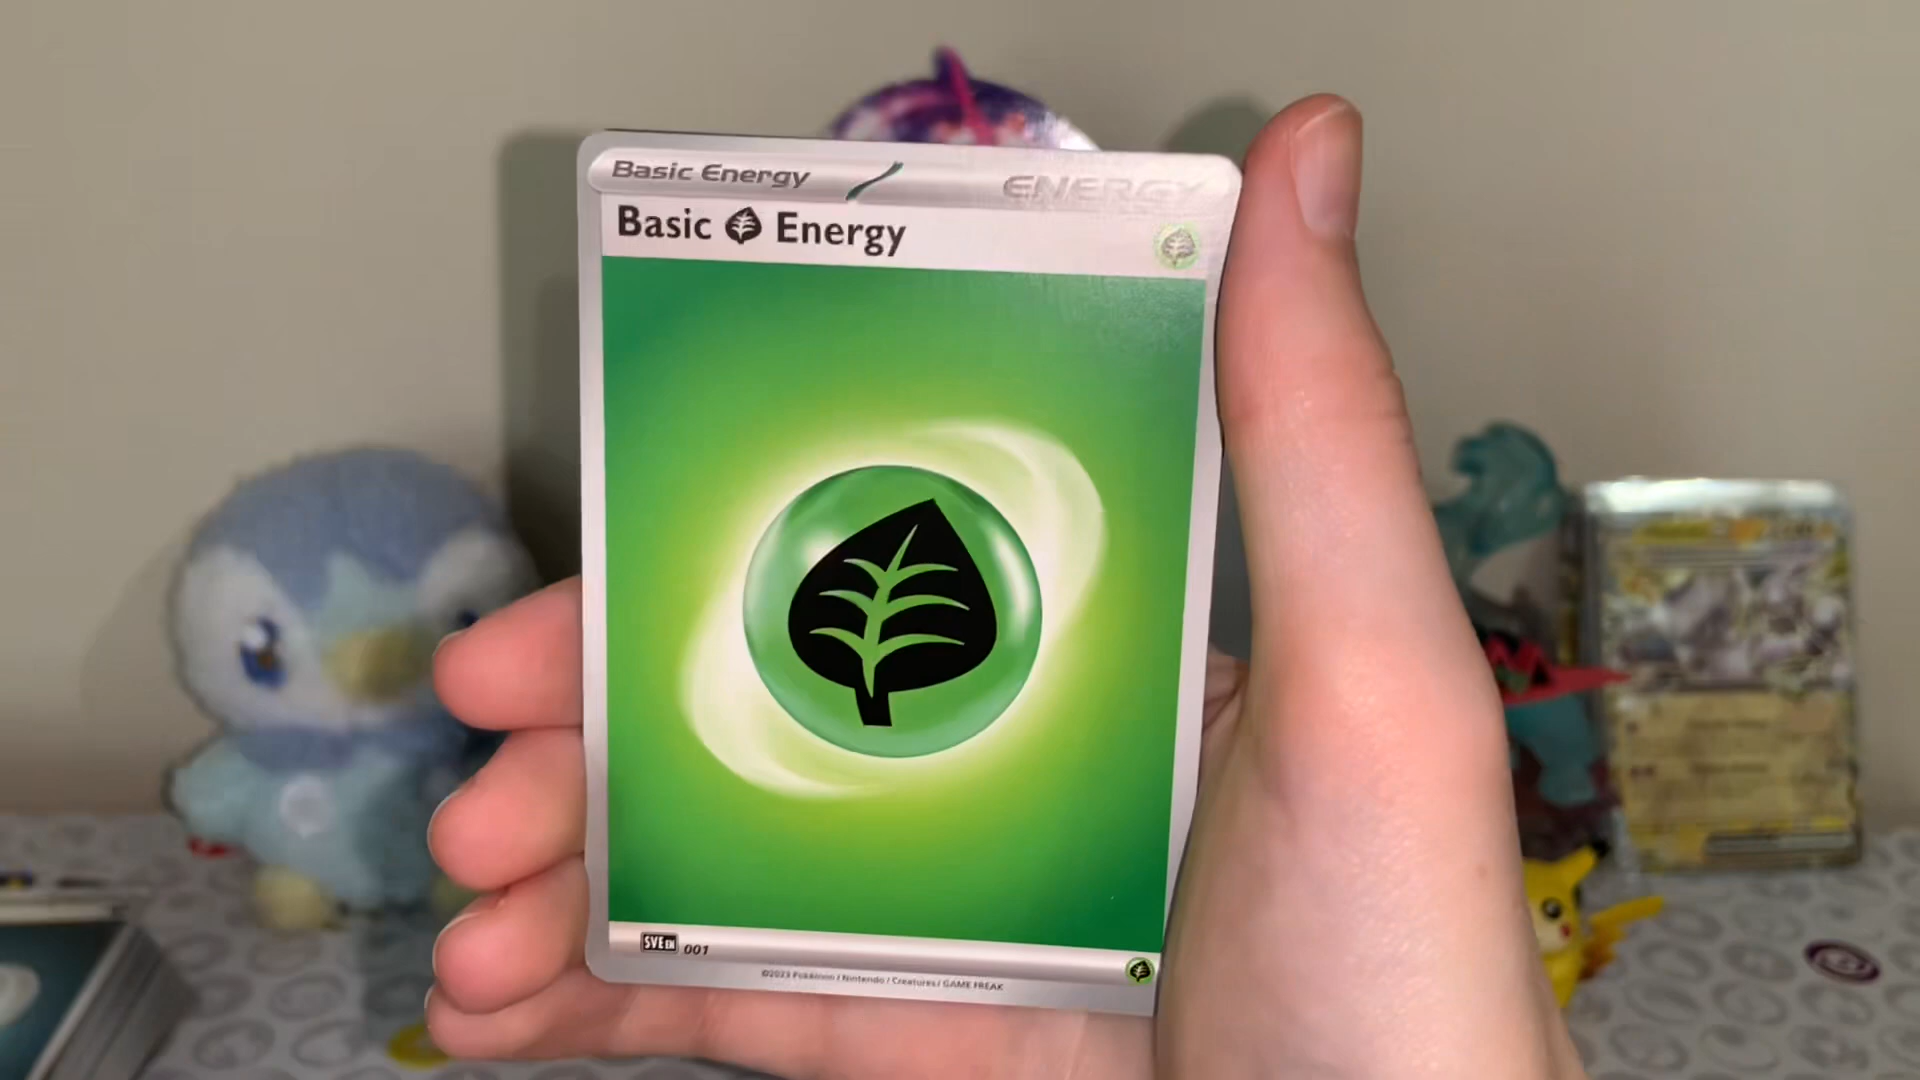 Basic Energy ENERGY
Basic Energy
SVE EN 001
©2023 Pokémon / Nintendo / Creatures / GAME FREAK